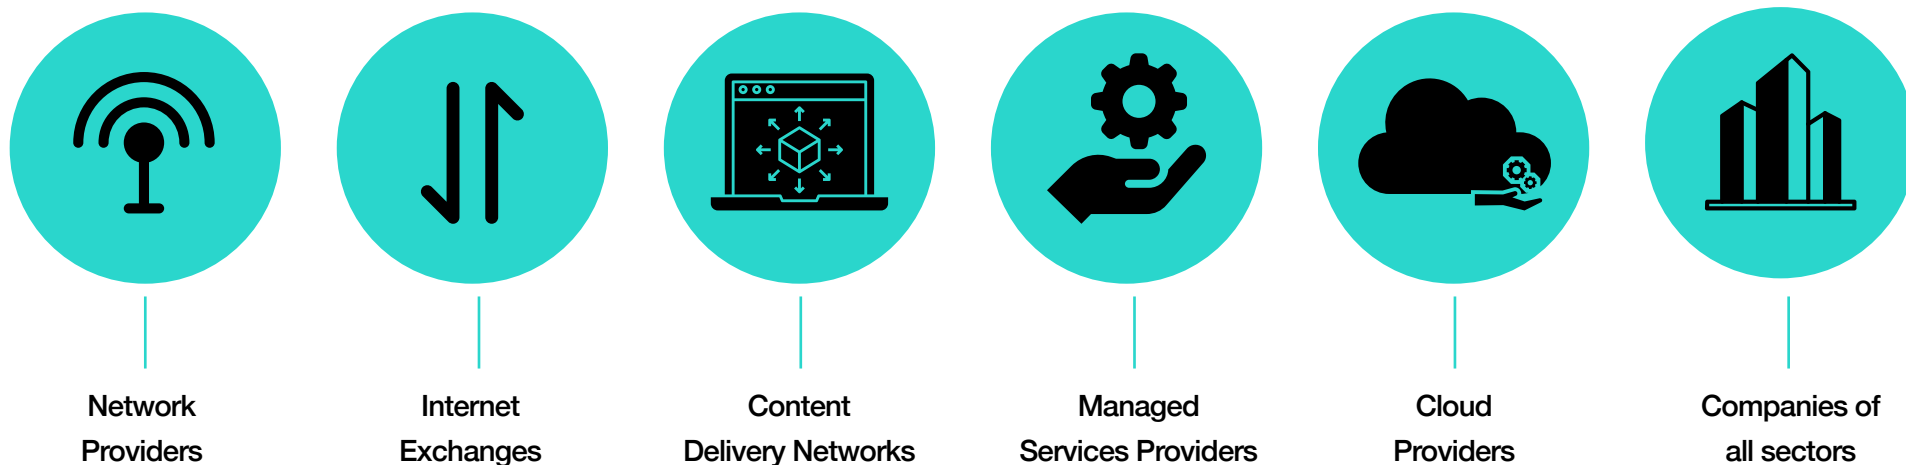 Network
Providers
Internet
Exchanges
Content
Delivery Networks
Managed
Services Providers
Cloud
Providers
Companies of
all sectors